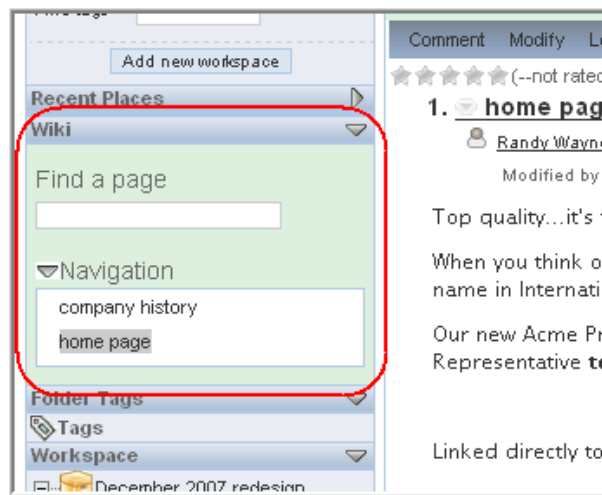 Add new workspace
Recent Places
Wiki
Find a page
Navigation
company history
home page
Folder Tags
Tags
Workspace
December 2007 redesign
Comment Modify
(--not rated
1. home pag
Randy Wayne
Modified by
Top quality...it's
When you think o
name in Internati
Our new Acme Pr
Representative te
Linked directly to